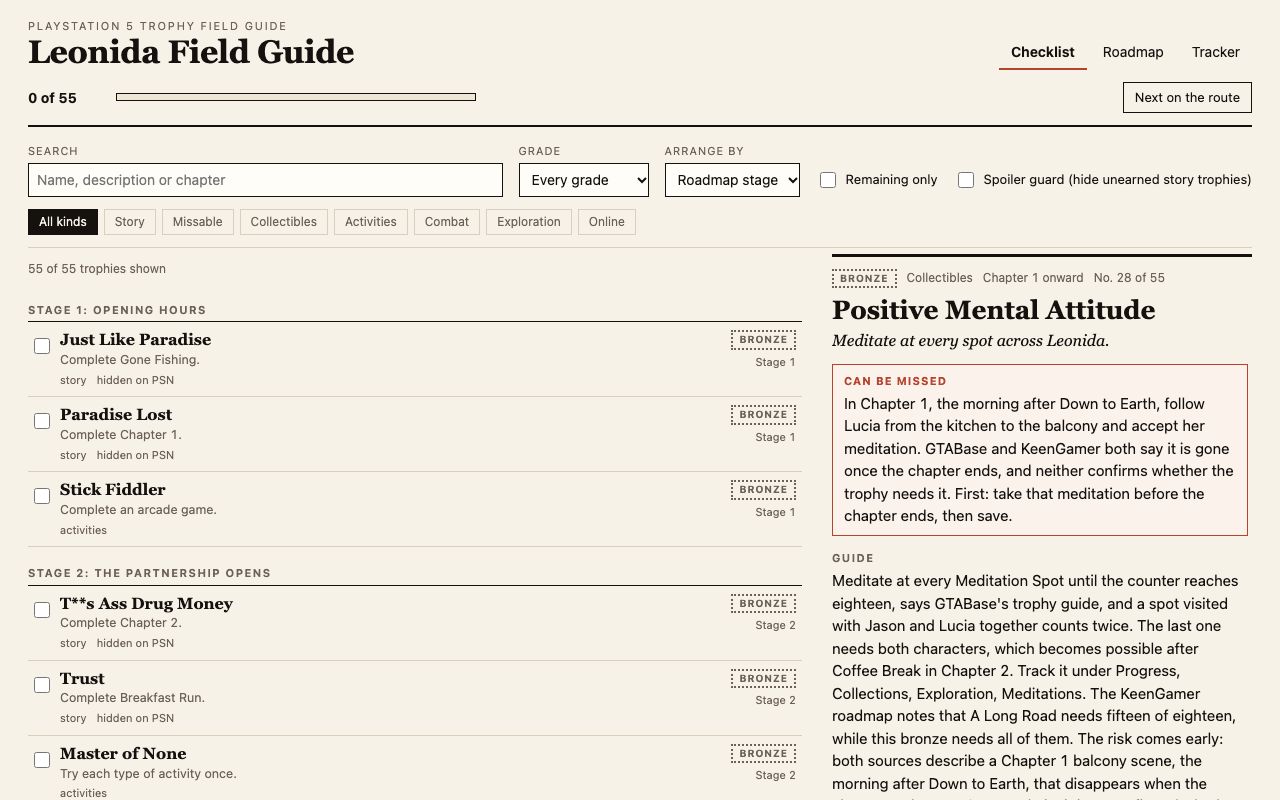 PLAYSTATION 5 TROPHY FIELD GUIDE
Leonida Field Guide
Checklist Roadmap Tracker
0 of 55
Next on the route
SEARCH GRADE ARRANGE BY
Name, description or chapter Every grade Roadmap stage Remaining only Spoiler guard (hide unearned story trophies)
All kinds Story Missable Collectibles Activities Combat Exploration Online
55 of 55 trophies shown
STAGE 1: OPENING HOURS
Just Like Paradise BRONZE
Complete Gone Fishing. Stage 1
story hidden on PSN
Paradise Lost BRONZE
Complete Chapter 1. Stage 1
story hidden on PSN
Stick Fiddler BRONZE
Complete an arcade game. Stage 1
activities
STAGE 2: THE PARTNERSHIP OPENS
T**s Ass Drug Money BRONZE
Complete Chapter 2. Stage 2
story hidden on PSN
Trust BRONZE
Complete Breakfast Run. Stage 2
story hidden on PSN
Master of None BRONZE
Try each type of activity once. Stage 2
activities
BRONZE Collectibles Chapter 1 onward No. 28 of 55
Positive Mental Attitude
Meditate at every spot across Leonida.
CAN BE MISSED
In Chapter 1, the morning after Down to Earth, follow
Lucia from the kitchen to the balcony and accept her
meditation. GTABase and KeenGamer both say it is gone
once the chapter ends, and neither confirms whether the
trophy needs it. First: take that meditation before the
chapter ends, then save.
GUIDE
Meditate at every Meditation Spot until the counter reaches
eighteen, says GTABase's trophy guide, and a spot visited
with Jason and Lucia together counts twice. The last one
needs both characters, which becomes possible after
Coffee Break in Chapter 2. Track it under Progress,
Collections, Exploration, Meditations. The KeenGamer
roadmap notes that A Long Road needs fifteen of eighteen,
while this bronze needs all of them. The risk comes early:
both sources describe a Chapter 1 balcony scene, the
morning after Down to Earth, that disappears when the